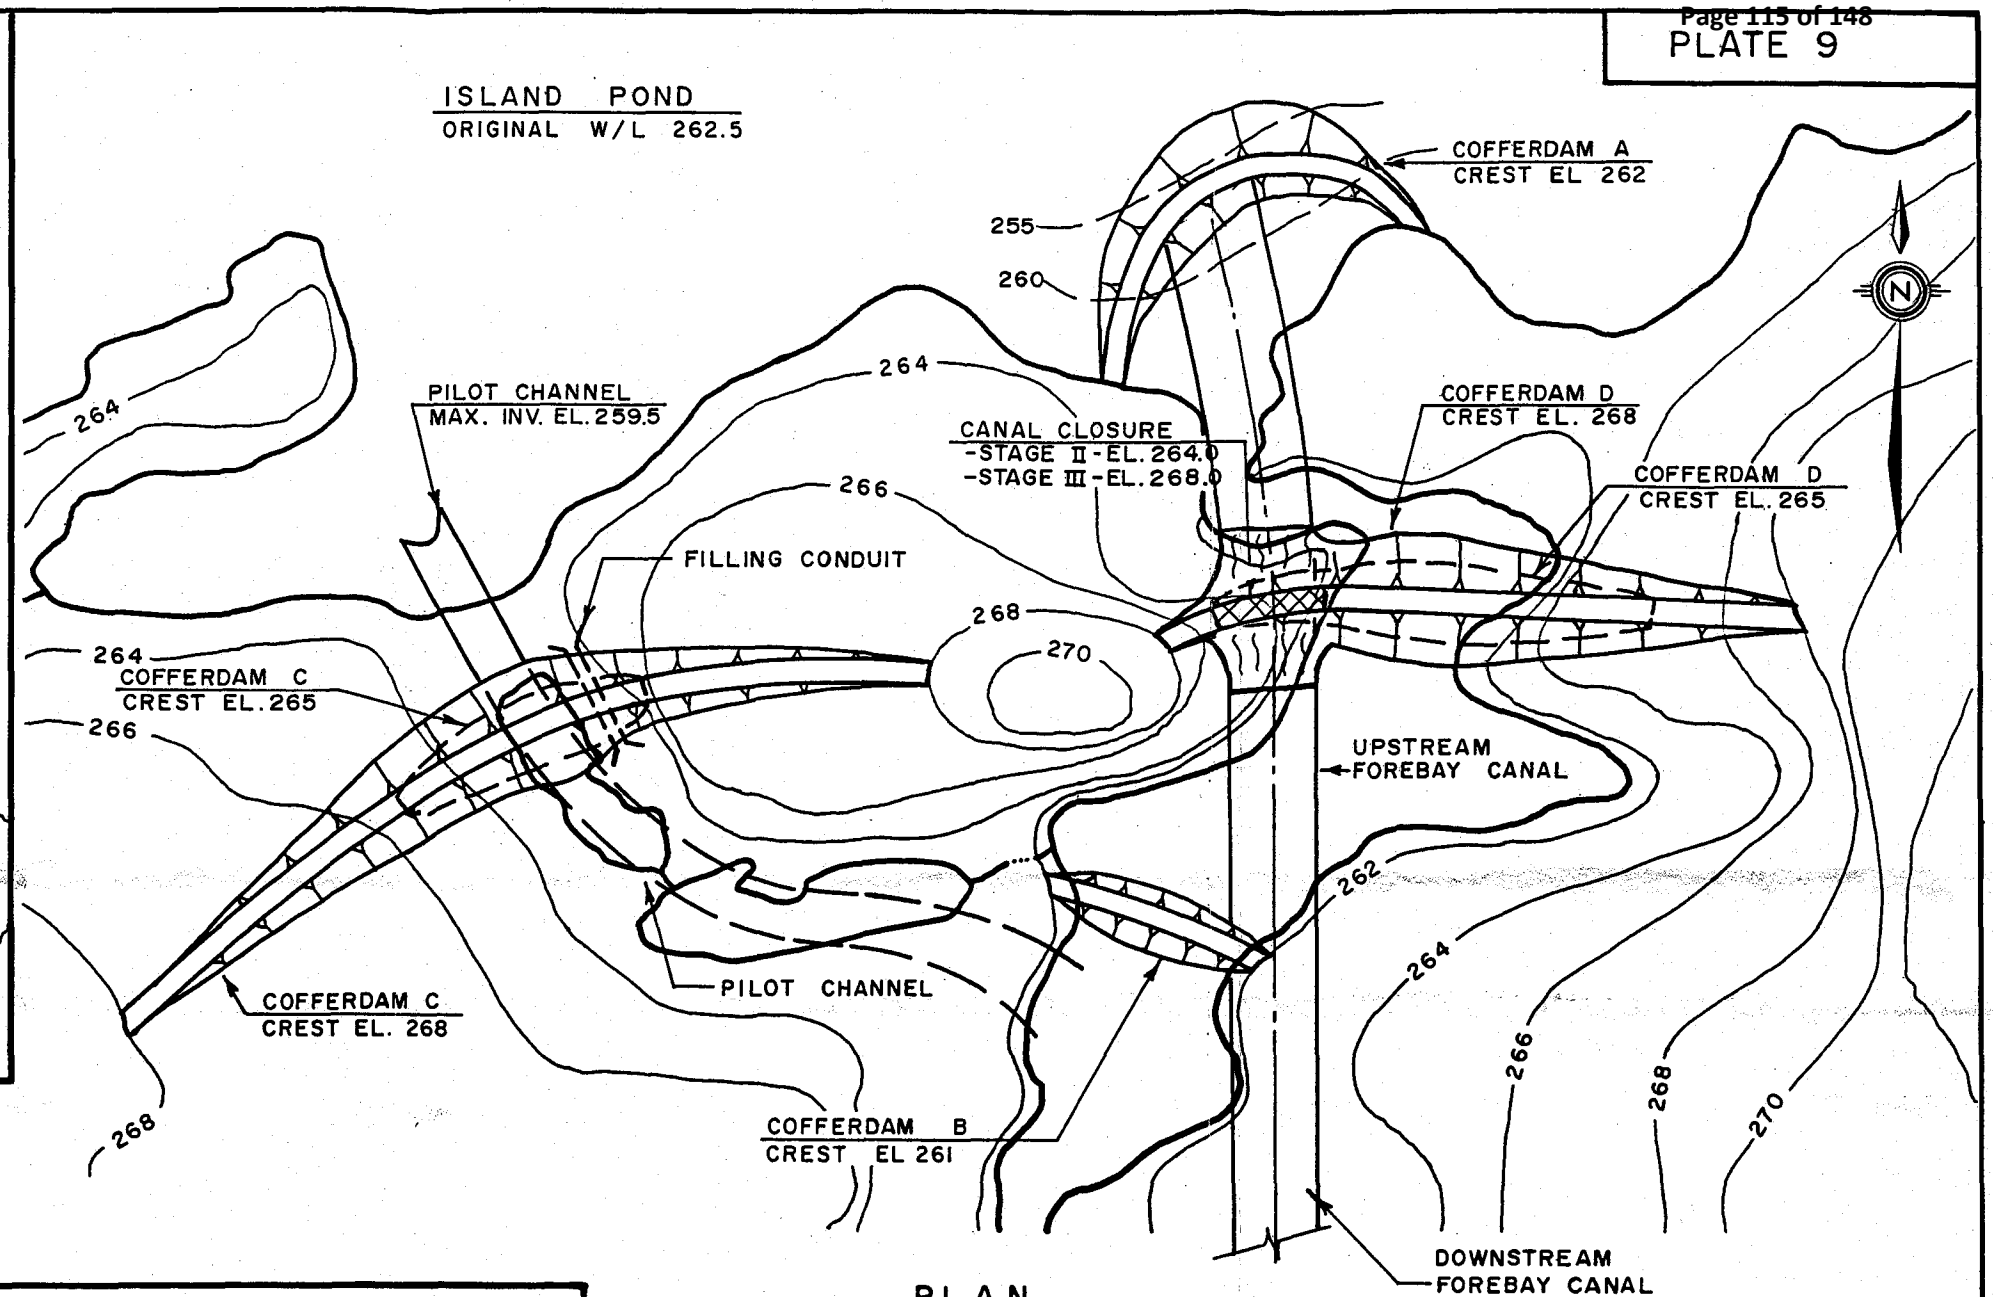 Page 115 of 148
PLATE 9
ISLAND POND
ORIGINAL W/L 262.5
COFFERDAM A
CREST EL 262
255
260
N
264
264
PILOT CHANNEL
MAX. INV. EL.259.5
COFFERDAM D
CREST EL. 268
CANAL CLOSURE
-STAGE II-EL.264.0
-STAGE III-EL.268.0
266
COFFERDAM D
CREST EL.265
FILLING CONDUIT
268
270
264
COFFERDAM C
CREST EL.265
266
UPSTREAM
FOREBAY CANAL
262
264
PILOT CHANNEL
COFFERDAM C
CREST EL. 268
266
268
270
268
COFFERDAM B
CREST EL 261
DOWNSTREAM
FOREBAY CANAL
PLAN